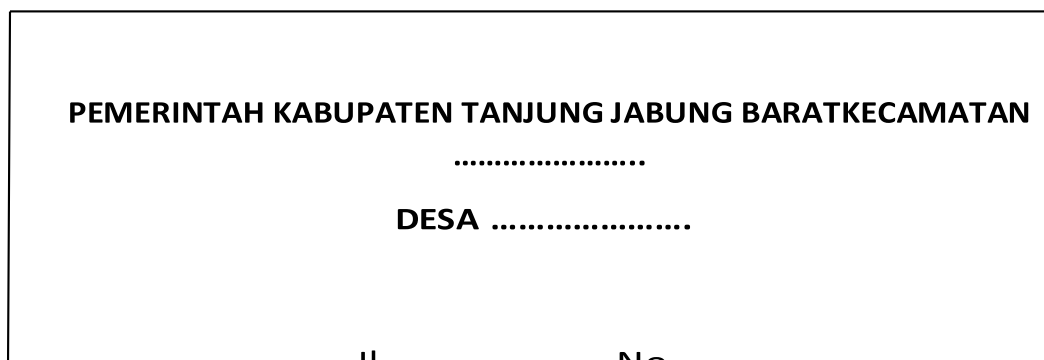 PEMERINTAH KABUPATEN TANJUNG JABUNG BARATKECAMATAN
…………………..
DESA ………………….